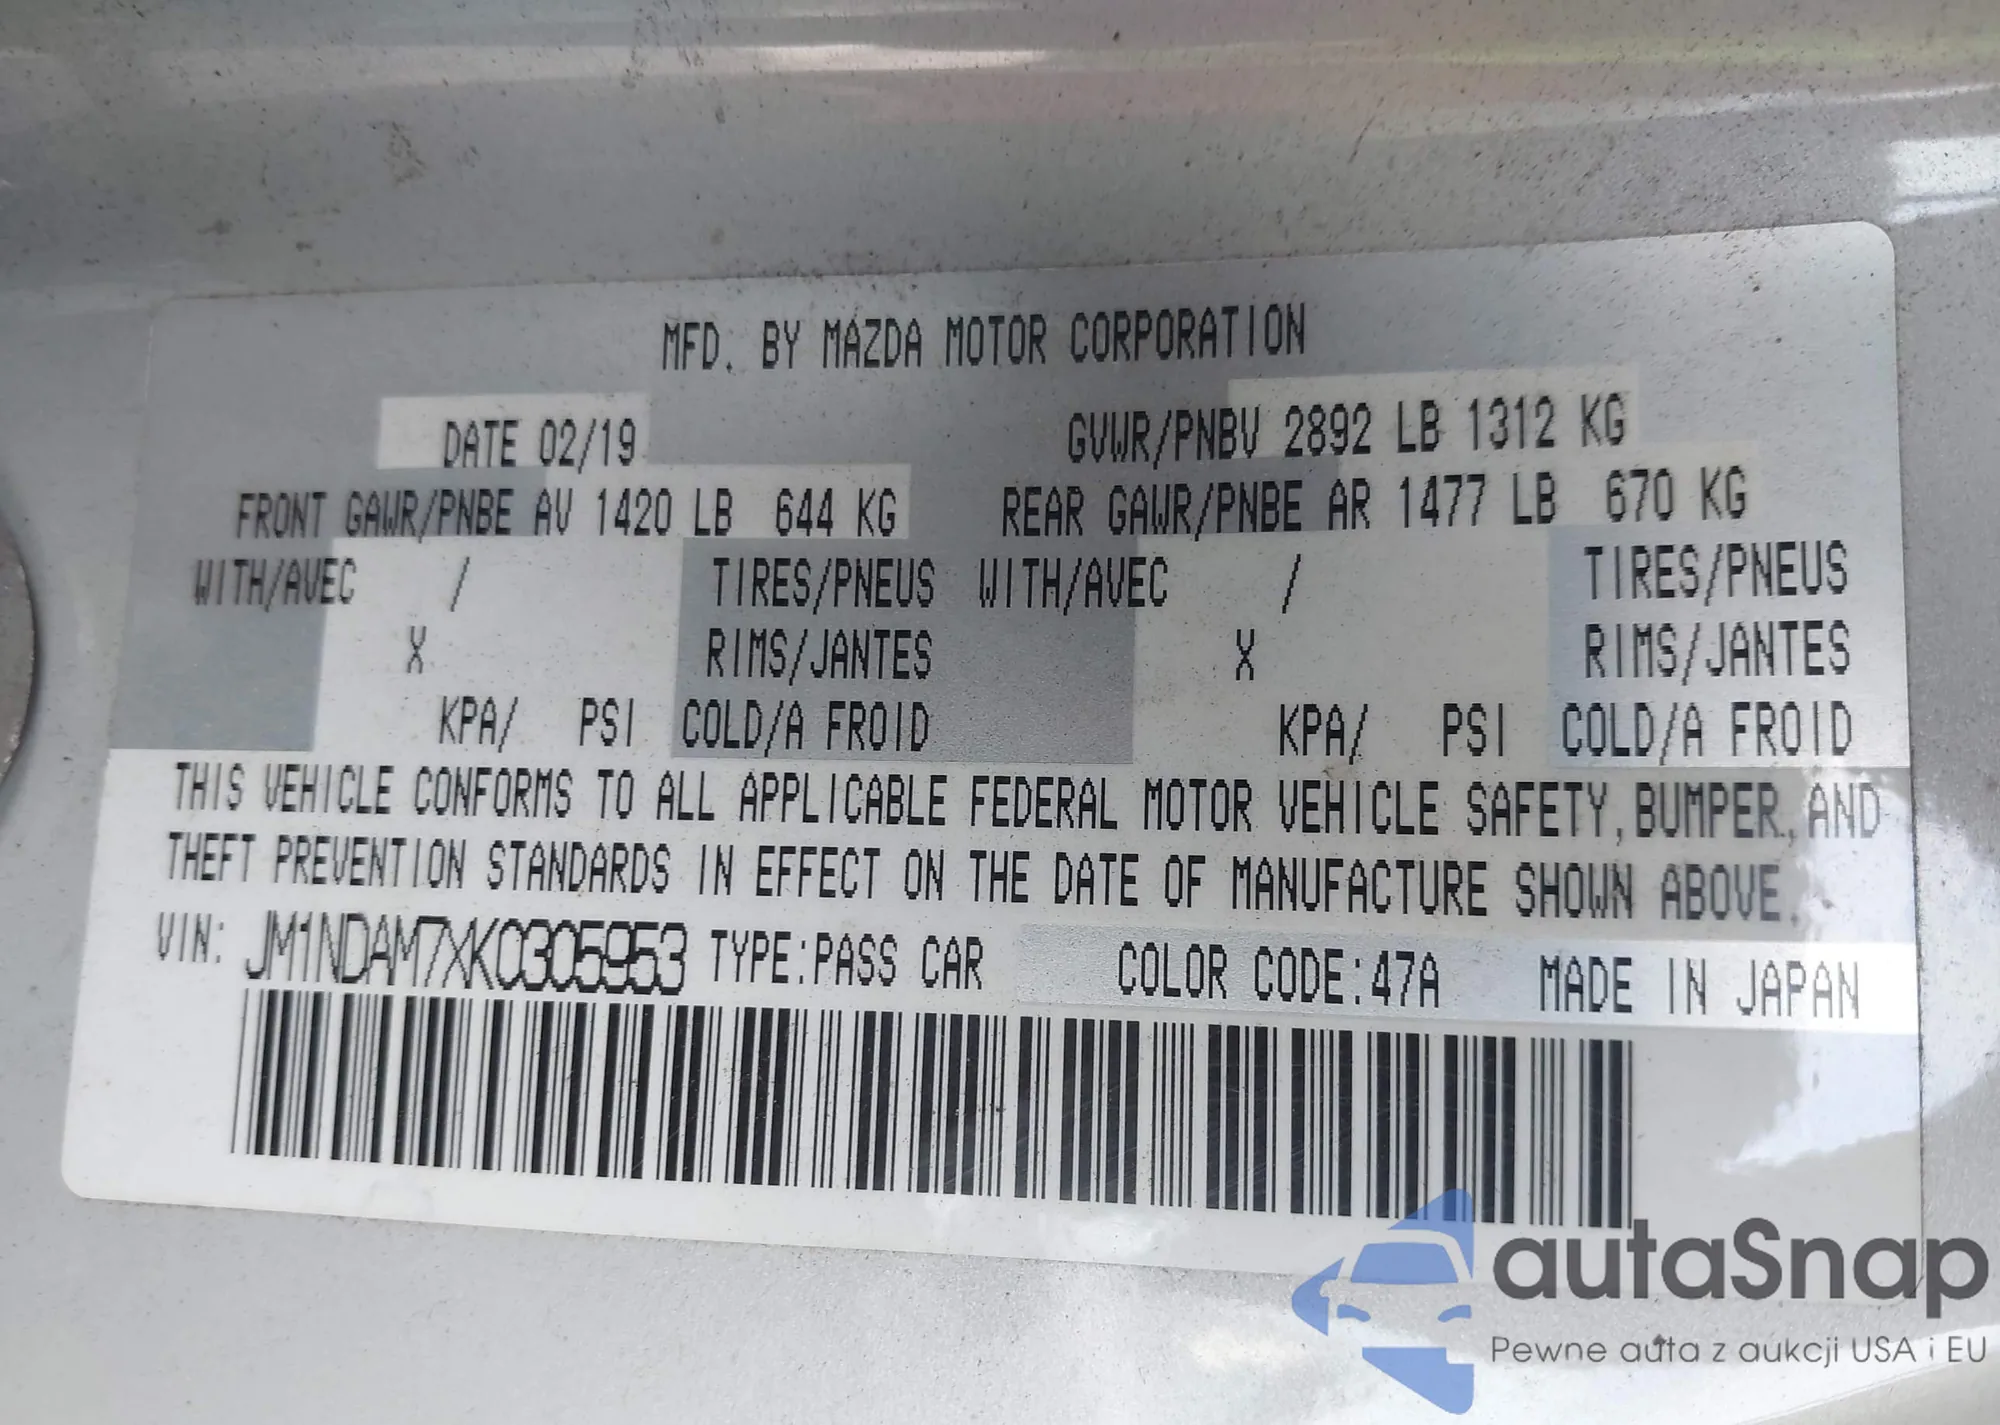 MFD. BY MAZDA MOTOR CORPORATION
DATE 02/19 GVWR/PNBV 2892 LB 1312 KG
FRONT GAWR/PNBE AV 1420 LB 644 KG REAR GAWR/PNBE AR 1477 LB 670 KG
WITH/AVEC / TIRES/PNEUS WITH/AVEC / TIRES/PNEUS
X RIMS/JANTES X RIMS/JANTES
KPA/ PSI COLD/A FROID KPA/ PSI COLD/A FROID
THIS VEHICLE CONFORMS TO ALL APPLICABLE FEDERAL MOTOR VEHICLE SAFETY, BUMPER, AND
THEFT PREVENTION STANDARDS IN EFFECT ON THE DATE OF MANUFACTURE SHOWN ABOVE.
VIN: JM1NDAM7XK0305953 TYPE:PASS CAR COLOR CODE:47A MADE IN JAPAN
autaSnap
Pewne auta z aukcji USA i EU